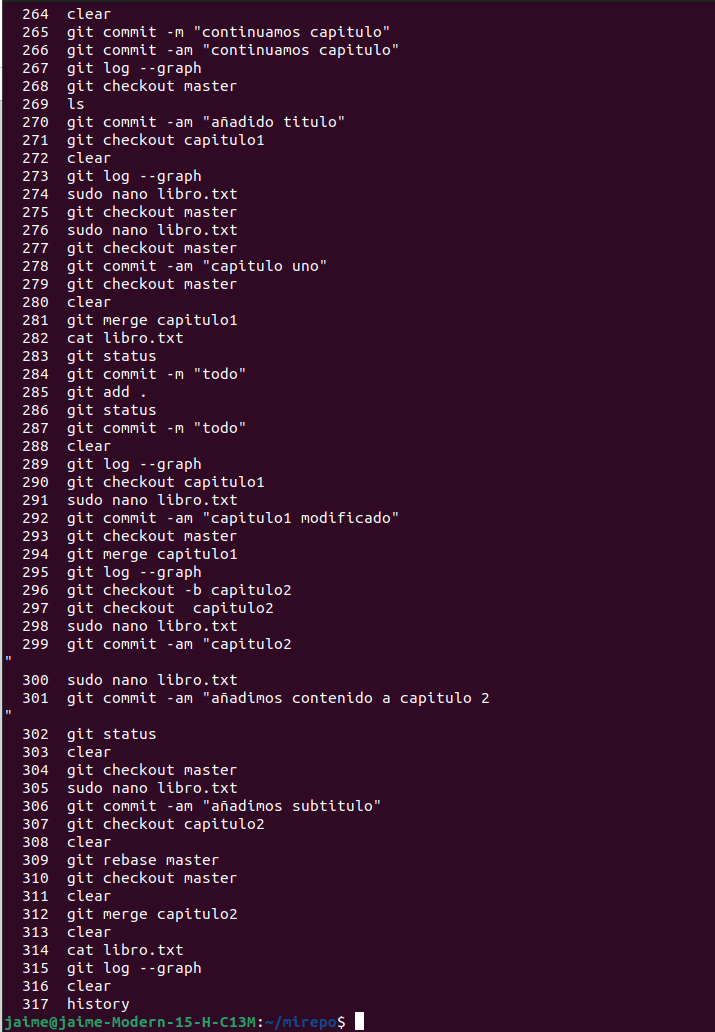 264  clear
265  git commit -m "continuamos capitulo"
266  git commit -am "continuamos capitulo"
267  git log --graph
268  git checkout master
269  ls
270  git commit -am "añadido titulo"
271  git checkout capitulo1
272  clear
273  git log --graph
274  sudo nano libro.txt
275  git checkout master
276  sudo nano libro.txt
277  git checkout master
278  git commit -am "capitulo uno"
279  git checkout master
280  clear
281  git merge capitulo1
282  cat libro.txt
283  git status
284  git commit -m "todo"
285  git add .
286  git status
287  git commit -m "todo"
288  clear
289  git log --graph
290  git checkout capitulo1
291  sudo nano libro.txt
292  git commit -am "capitulo1 modificado"
293  git checkout master
294  git merge capitulo1
295  git log --graph
296  git checkout -b capitulo2
297  git checkout  capitulo2
298  sudo nano libro.txt
299  git commit -am "capitulo2
"
300  sudo nano libro.txt
301  git commit -am "añadimos contenido a capitulo 2
"
302  git status
303  clear
304  git checkout master
305  sudo nano libro.txt
306  git commit -am "añadimos subtitulo"
307  git checkout capitulo2
308  clear
309  git rebase master
310  git checkout master
311  clear
312  git merge capitulo2
313  clear
314  cat libro.txt
315  git log --graph
316  clear
317  history
jaime@jaime-Modern-15-H-C13M:~/mirepo$